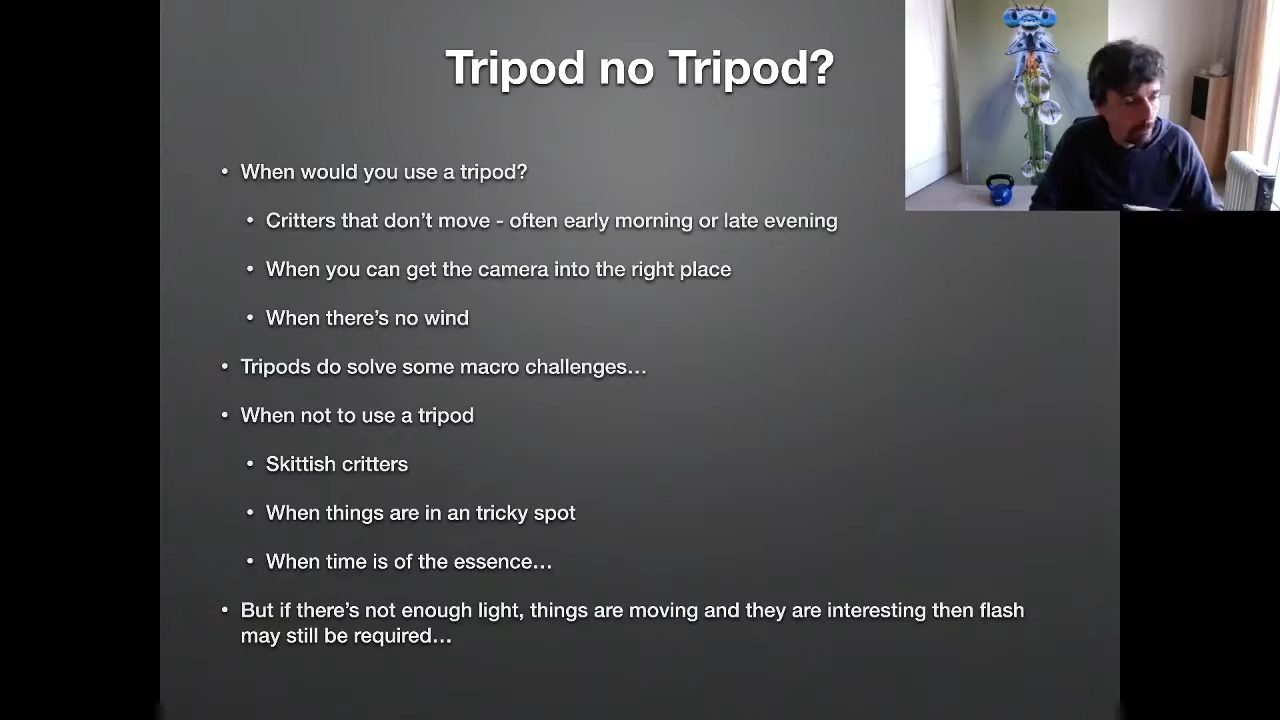 Tripod no Tripod?
• When would you use a tripod?
• Critters that don’t move - often early morning or late evening
• When you can get the camera into the right place
• When there’s no wind
• Tripods do solve some macro challenges…
• When not to use a tripod
• Skittish critters
• When things are in an tricky spot
• When time is of the essence…
• But if there’s not enough light, things are moving and they are interesting then flash
may still be required…